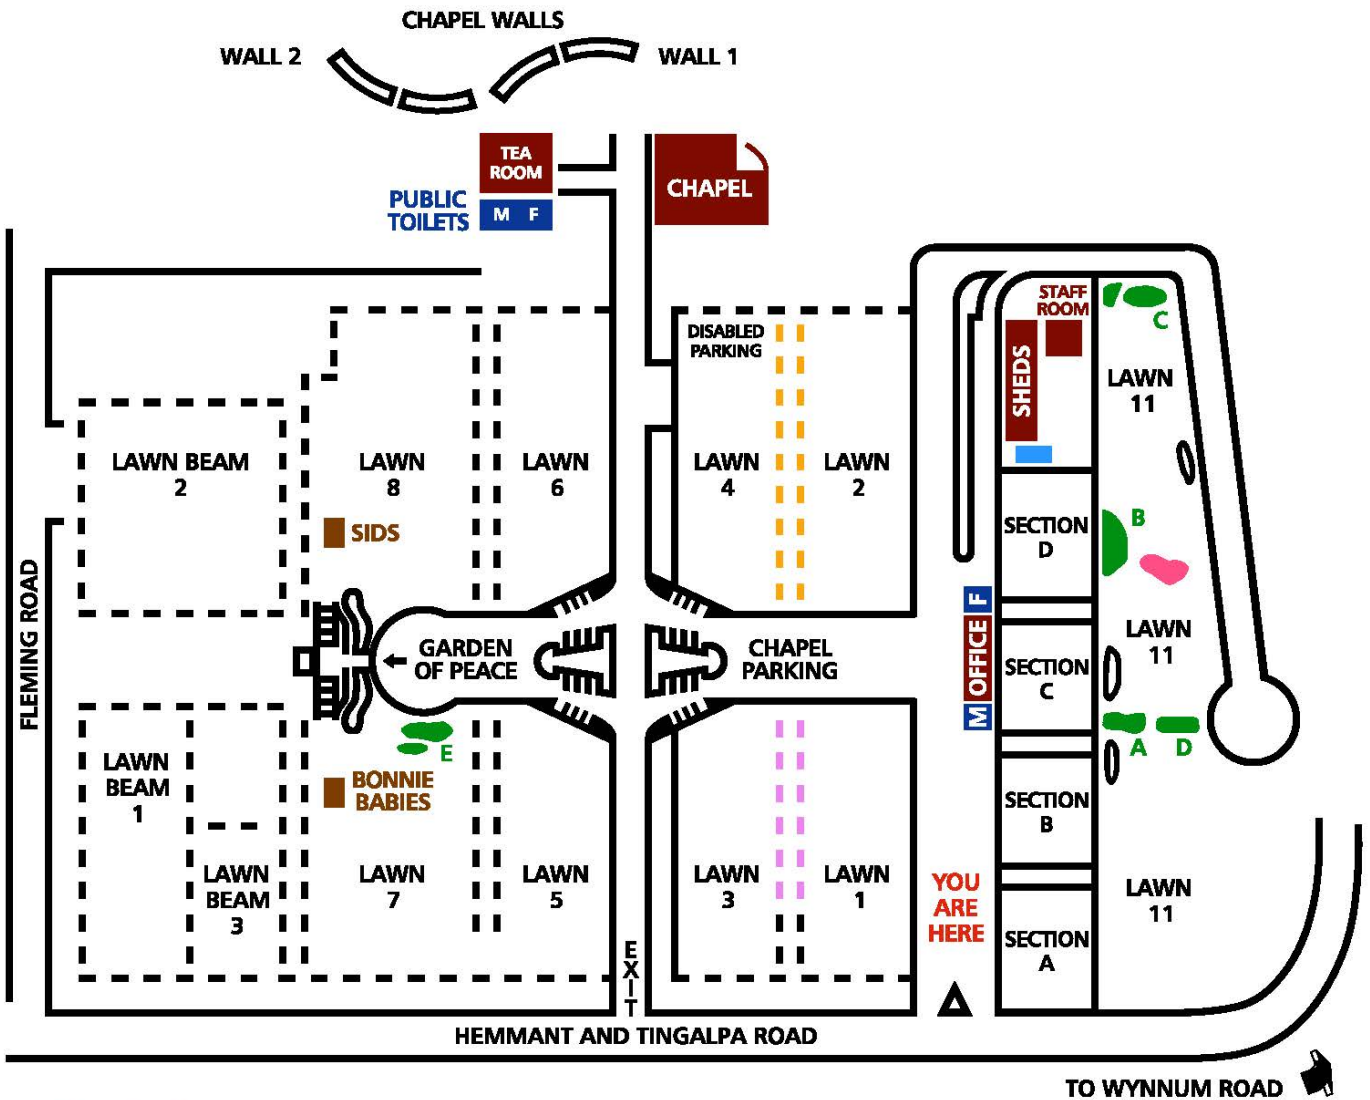 CHAPEL WALLS
WALL 2
WALL 1
TEA
ROOM
PUBLIC
TOILETS
M F
CHAPEL
STAFF
ROOM
C
DISABLED
PARKING
SHEDS
LAWN
11
LAWN BEAM
2
LAWN
8
LAWN
6
LAWN
4
LAWN
2
SIDS
SECTION
D
B
FLEMING ROAD
GARDEN
OF PEACE
CHAPEL
PARKING
F
OFFICE
M
SECTION
C
LAWN
11
A
D
E
LAWN
BEAM
1
BONNIE
BABIES
SECTION
B
LAWN
BEAM
3
LAWN
7
LAWN
5
LAWN
3
LAWN
1
YOU
ARE
HERE
LAWN
11
SECTION
A
EXIT
HEMMANT AND TINGALPA ROAD
TO WYNNUM ROAD